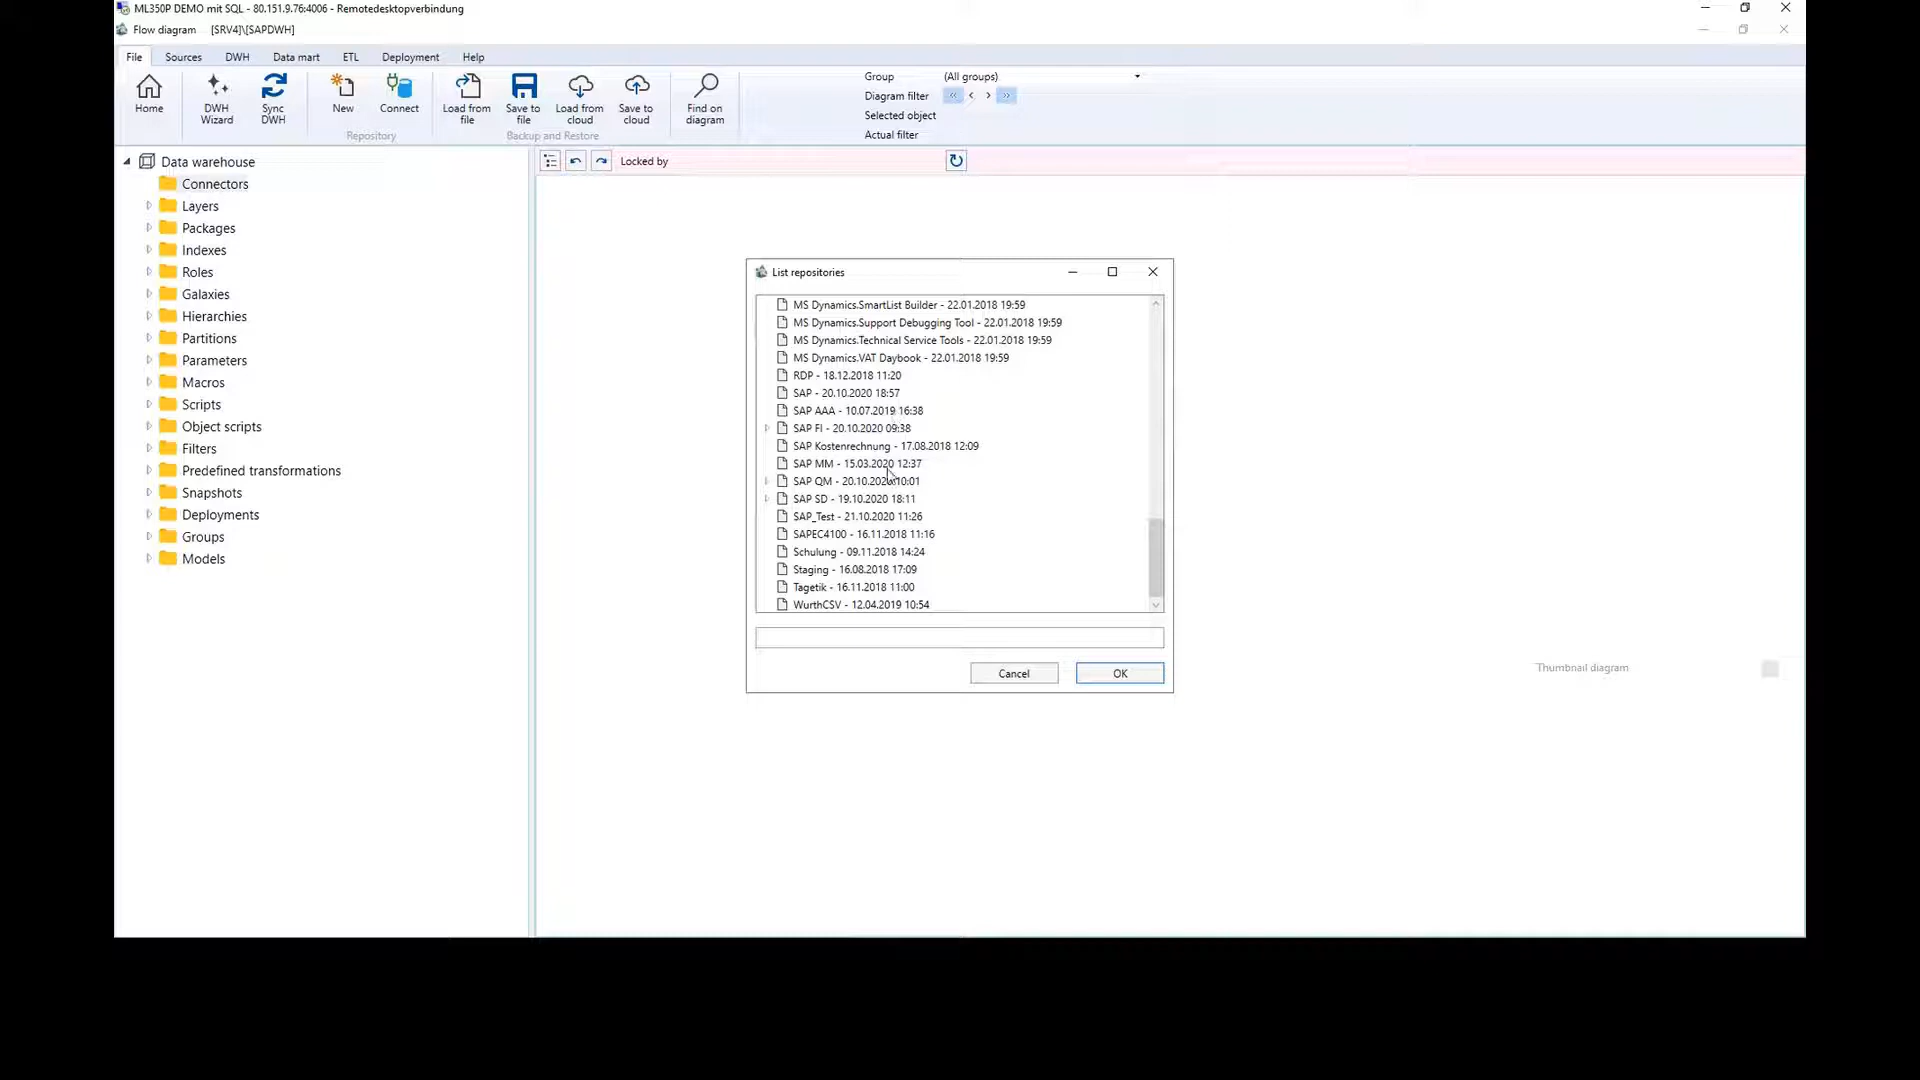 ML350P DEMO mit SQL - 80.151.9.76:4006 - Remotedesktopverbindung
Flow diagram [SRV4]\[SAPDWH]
File Sources DWH Data mart ETL Deployment Help
Home
DWH Wizard
Sync DWH
New
Connect
Repository
Load from file
Save to file
Load from cloud
Save to cloud
Backup and Restore
Find on diagram
Group (All groups)
Diagram filter « < > »
Selected object
Actual filter
Locked by
Data warehouse
Connectors
Layers
Packages
Indexes
Roles
Galaxies
Hierarchies
Partitions
Parameters
Macros
Scripts
Object scripts
Filters
Predefined transformations
Snapshots
Deployments
Groups
Models
List repositories
MS Dynamics.SmartList Builder - 22.01.2018 19:59
MS Dynamics.Support Debugging Tool - 22.01.2018 19:59
MS Dynamics.Technical Service Tools - 22.01.2018 19:59
MS Dynamics.VAT Daybook - 22.01.2018 19:59
RDP - 18.12.2018 11:20
SAP - 20.10.2020 18:57
SAP AAA - 10.07.2019 16:38
SAP FI - 20.10.2020 09:38
SAP Kostenrechnung - 17.08.2018 12:09
SAP MM - 15.03.2020 12:37
SAP QM - 20.10.2020 10:01
SAP SD - 19.10.2020 18:11
SAP_Test - 21.10.2020 11:26
SAPEC4100 - 16.11.2018 11:16
Schulung - 09.11.2018 14:24
Staging - 16.08.2018 17:09
Tagetik - 16.11.2018 11:00
WurthCSV - 12.04.2019 10:54
Cancel OK
Thumbnail diagram